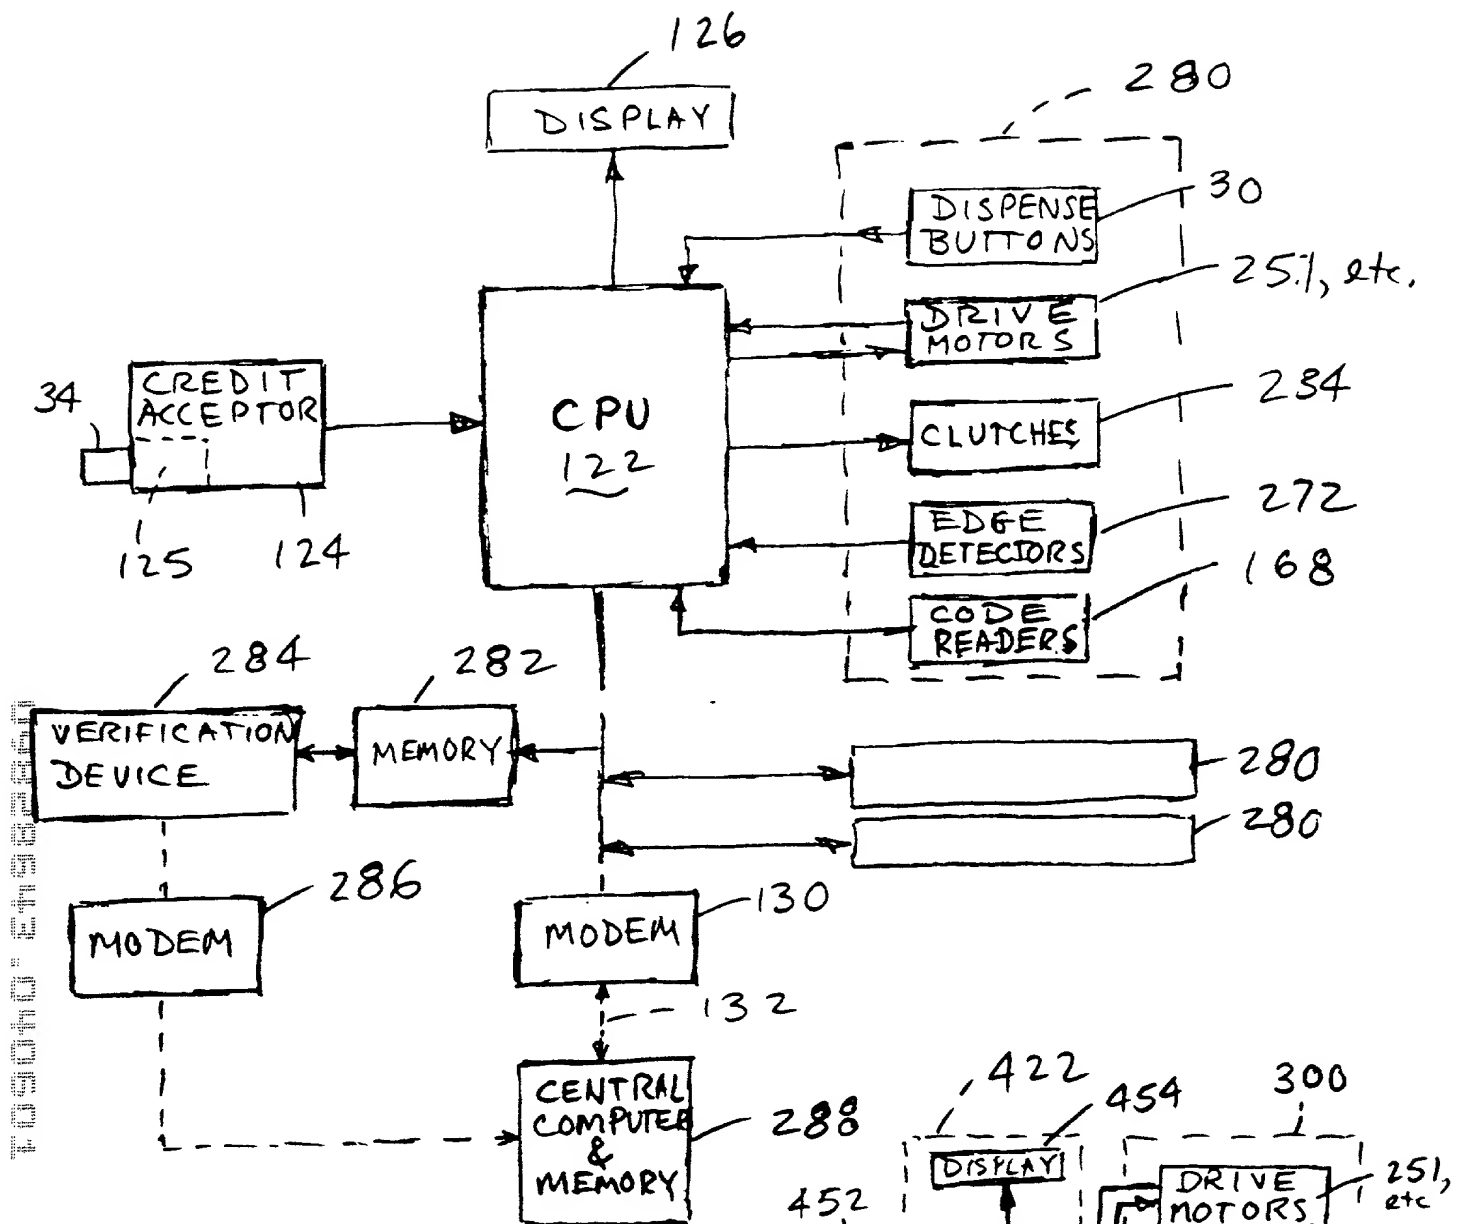 126
DISPLAY
280
DISPENSE
BUTTONS
30
DRIVE
MOTORS
251, etc.
34
CREDIT
ACCEPTOR
125
124
CPU
122
CLUTCHES
234
EDGE
DETECTORS
272
CODE
READERS
168
284
VERIFICATION
DEVICE
282
MEMORY
280
280
286
MODEM
130
MODEM
132
CENTRAL
COMPUTER
&
MEMORY
288
422
454
DISPLAY
452
300
DRIVE
MOTORS
251,
etc